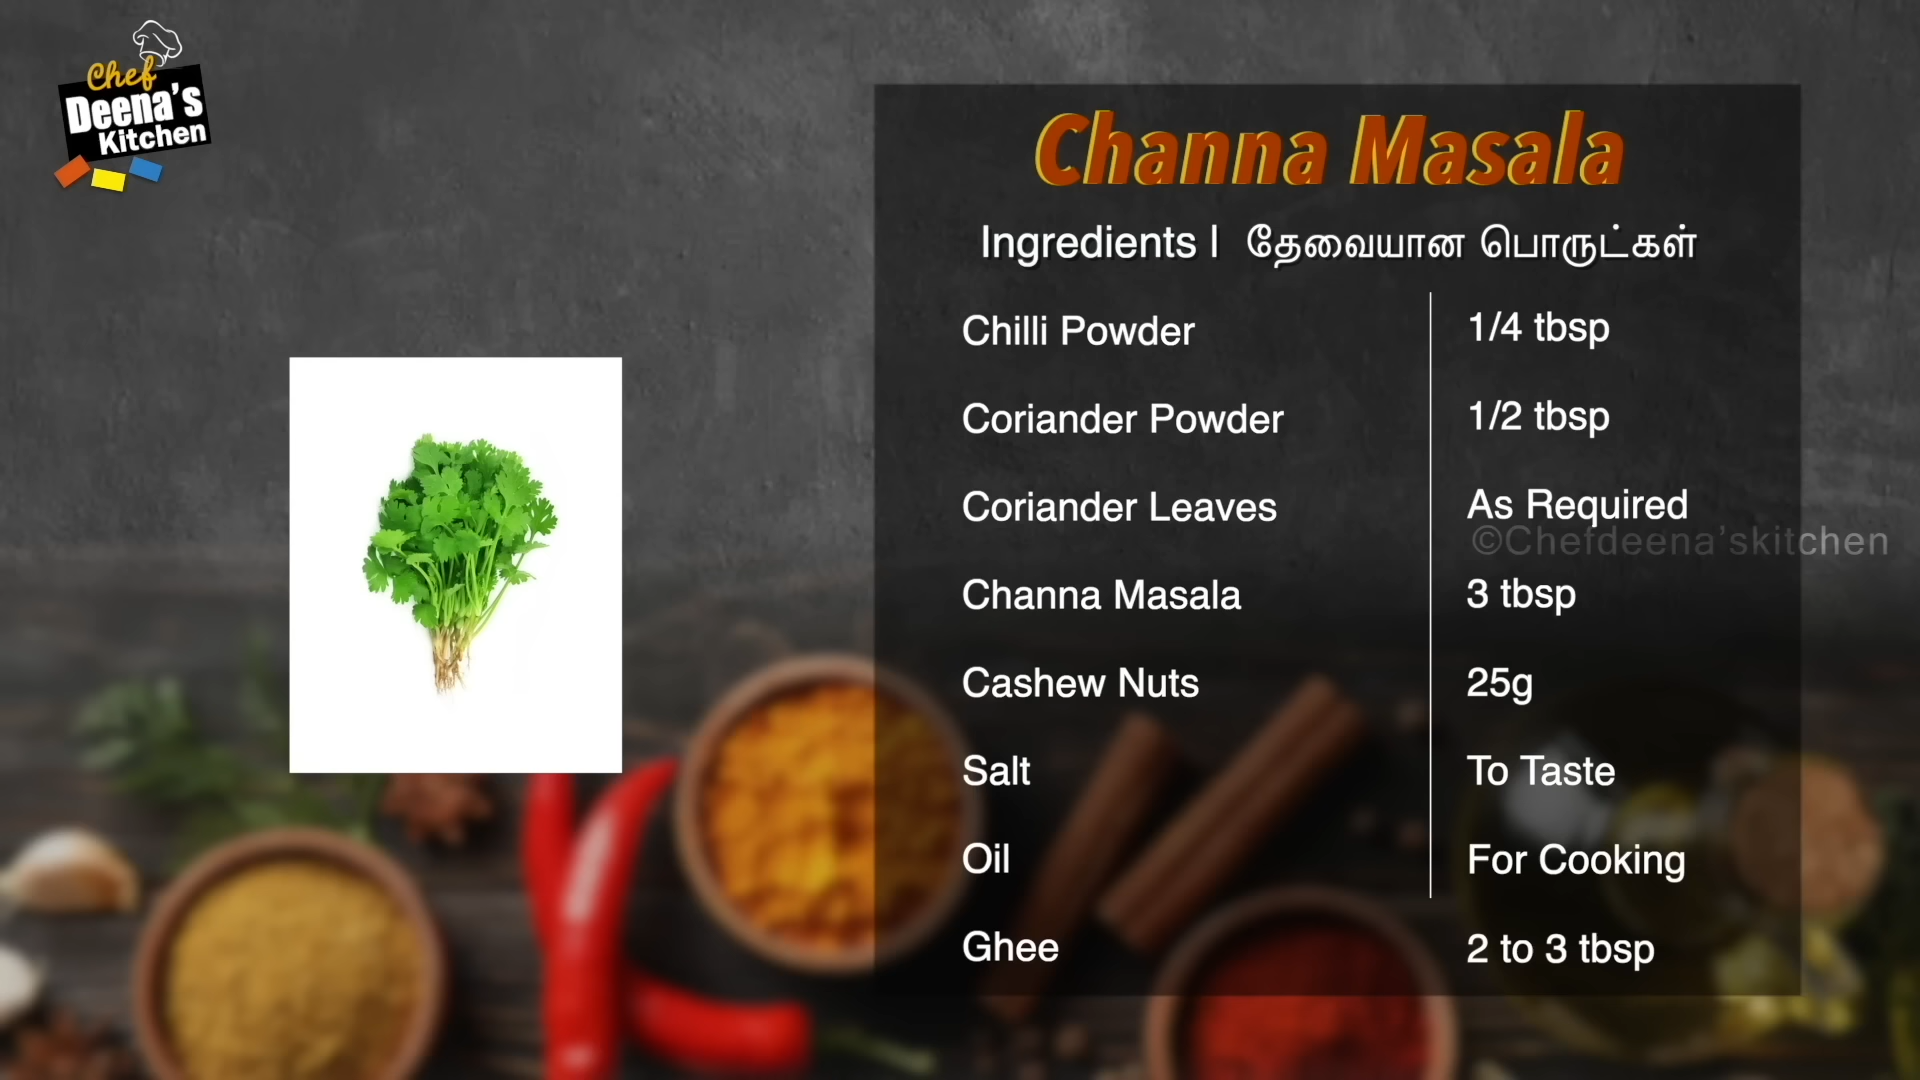 Chef
Deena's
Kitchen
Channa Masala
Ingredients | தேவையான பொருட்கள்
Chilli Powder 1/4 tbsp
Coriander Powder 1/2 tbsp
Coriander Leaves As Required
©Chefdeena'skitchen
Channa Masala 3 tbsp
Cashew Nuts 25g
Salt To Taste
Oil For Cooking
Ghee 2 to 3 tbsp